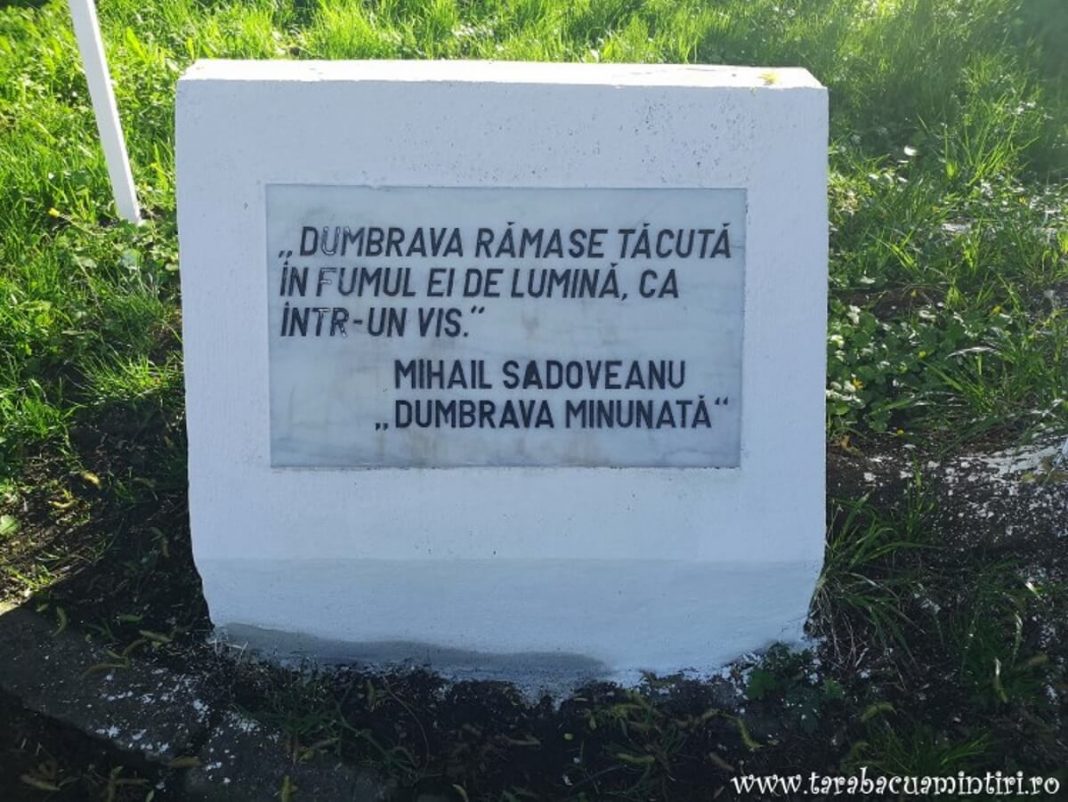 „DUMBRAVA RĂMASE TĂCUTĂ
ÎN FUMUL EI DE LUMINĂ, CA
ÎNTR-UN VIS.“
MIHAIL SADOVEANU
„DUMBRAVA MINUNATĂ“
www.tarabacuamintiri.ro